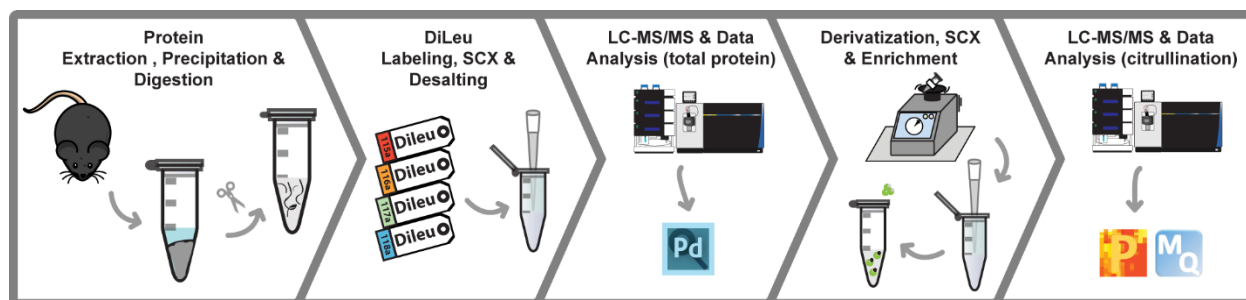 Protein
Extraction , Precipitation &
Digestion
DiLeu
Labeling, SCX &
Desalting
115a
Dileu
116a
Dileu
117a
Dileu
118a
Dileu
LC-MS/MS & Data
Analysis (total protein)
Pd
Derivatization, SCX
& Enrichment
LC-MS/MS & Data
Analysis (citrullination)
P
M
Q